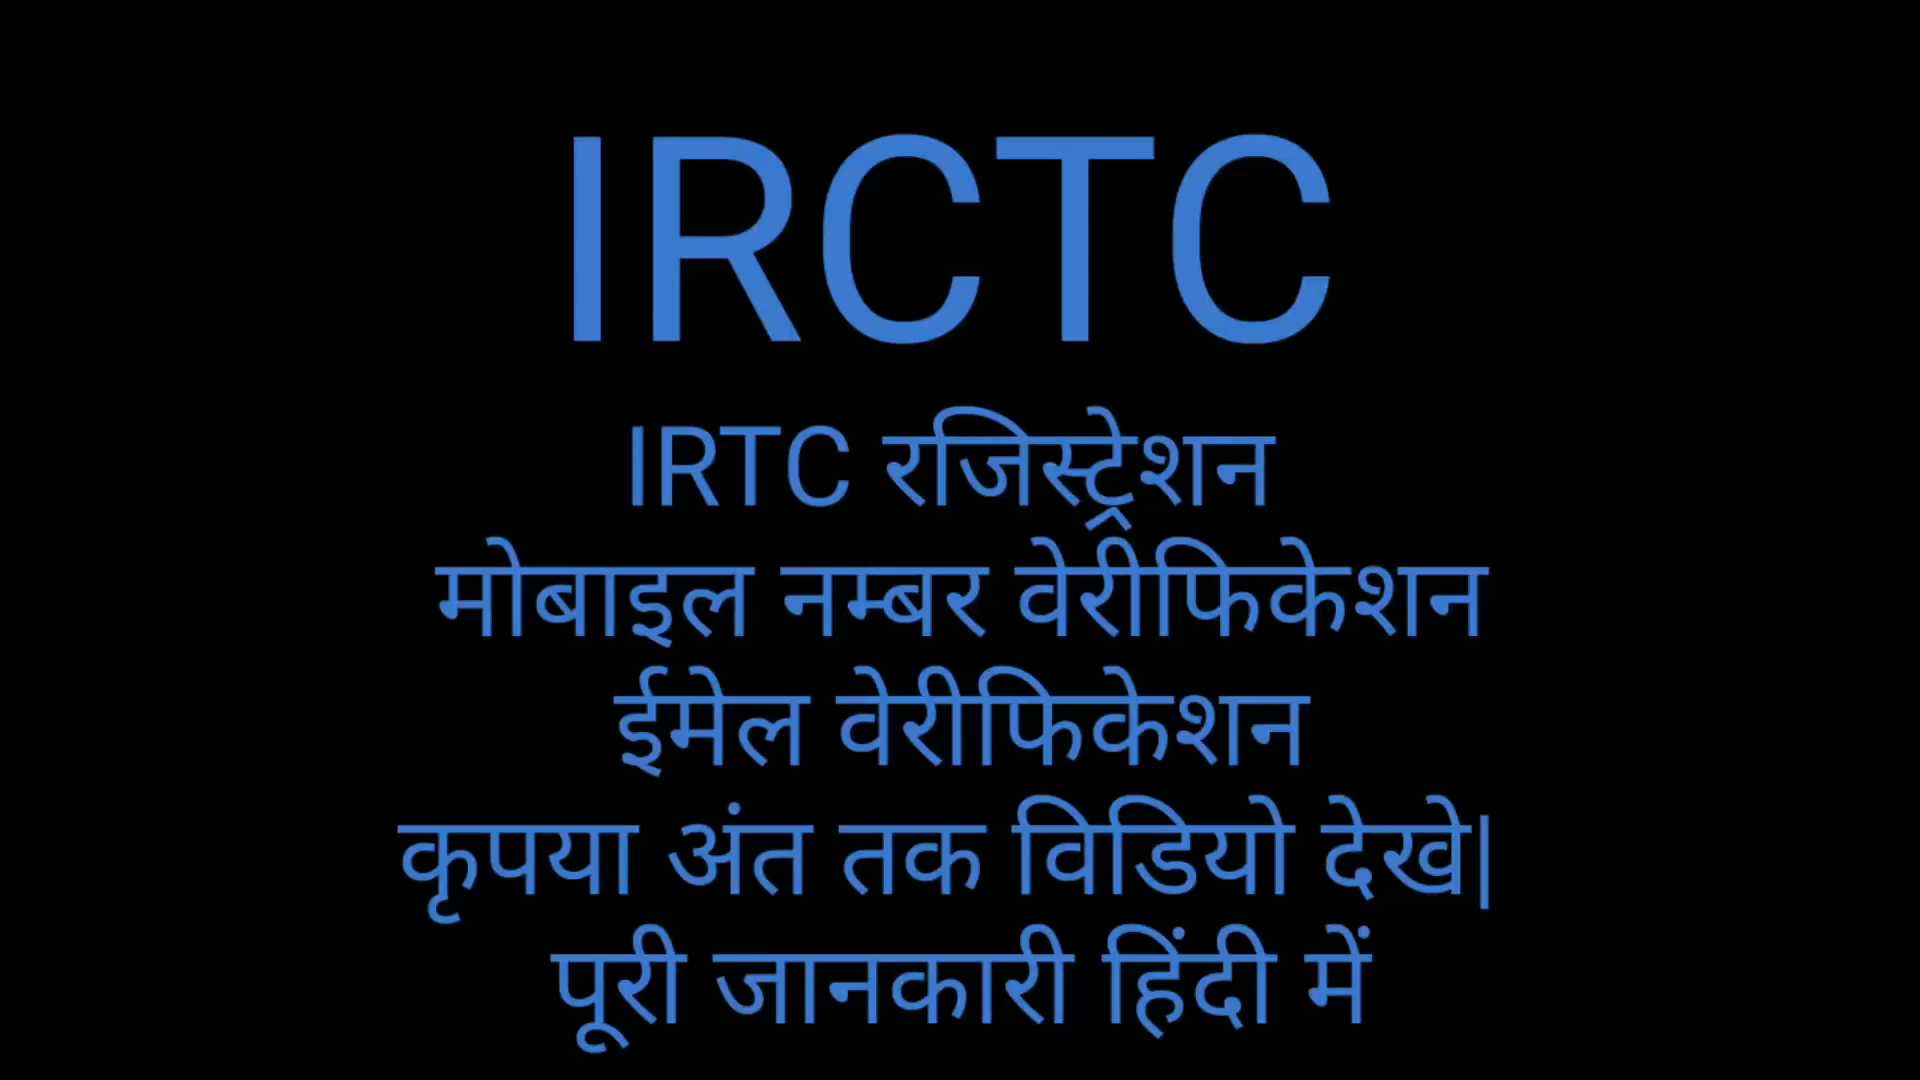 IRCTC
IRTC रजिस्ट्रेशन
मोबाइल नम्बर वेरीफिकेशन
ईमेल वेरीफिकेशन
कृपया अंत तक विडियो देखे|
पूरी जानकारी हिंदी में